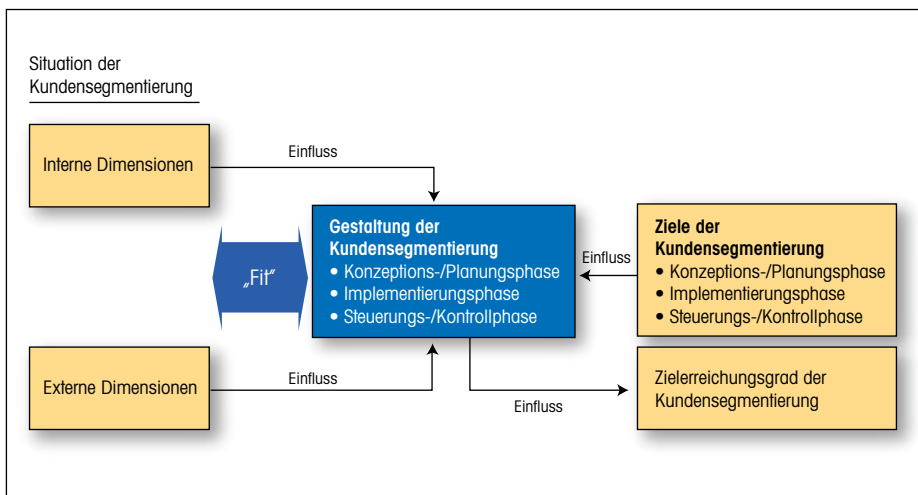 Situation der
Kundensegmentierung
Interne Dimensionen
Einfluss
Gestaltung der
Kundensegmentierung
• Konzeptions-/Planungsphase
• Implementierungsphase
• Steuerungs-/Kontrollphase
Einfluss
Ziele der
Kundensegmentierung
• Konzeptions-/Planungsphase
• Implementierungsphase
• Steuerungs-/Kontrollphase
„Fit“
Externe Dimensionen
Einfluss
Einfluss
Zielerreichungsgrad der
Kundensegmentierung